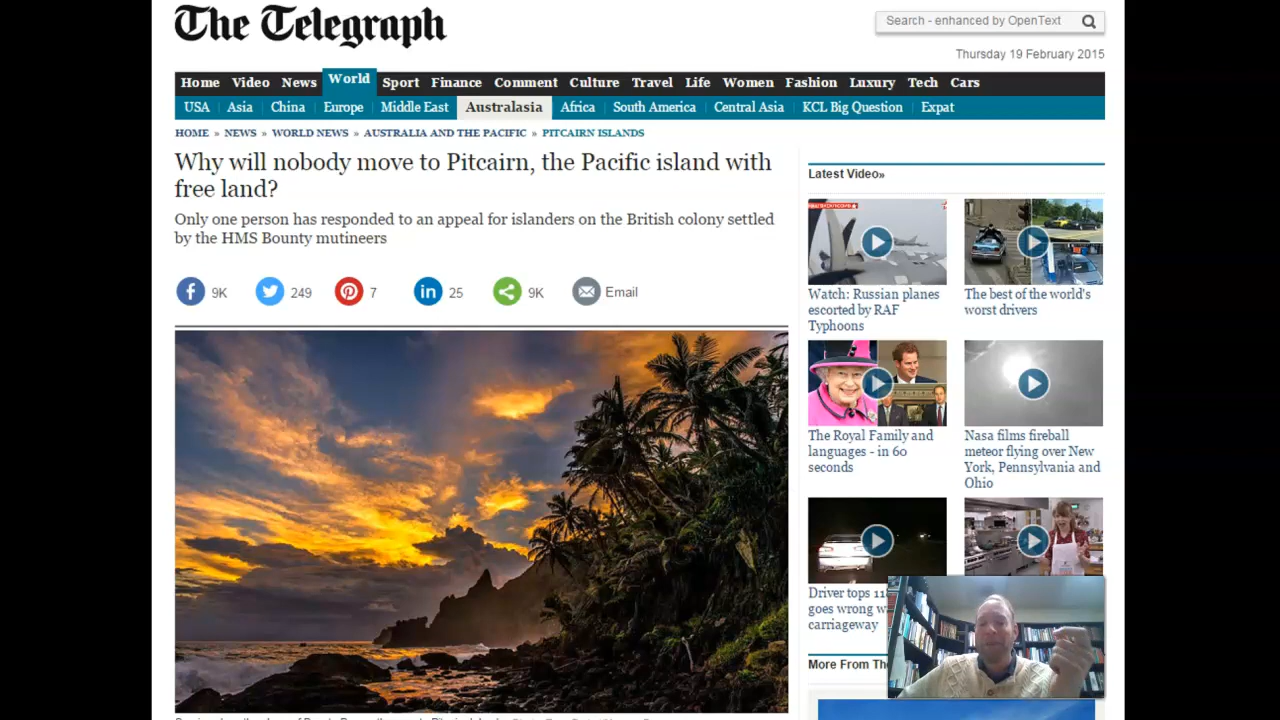 The Telegraph
Search - enhanced by OpenText
Thursday 19 February 2015
Home Video News World Sport Finance Comment Culture Travel Life Women Fashion Luxury Tech Cars
USA Asia China Europe Middle East Australasia Africa South America Central Asia KCL Big Question Expat
HOME » NEWS » WORLD NEWS » AUSTRALIA AND THE PACIFIC » PITCAIRN ISLANDS
Why will nobody move to Pitcairn, the Pacific island with
free land?
Only one person has responded to an appeal for islanders on the British colony settled
by the HMS Bounty mutineers
9K 249 7 25 9K Email
Latest Video»
Watch: Russian planes
escorted by RAF
Typhoons
The best of the world's
worst drivers
The Royal Family and
languages - in 60
seconds
Nasa films fireball
meteor flying over New
York, Pennsylvania and
Ohio
Driver tops
goes wrong
carriageway
More From